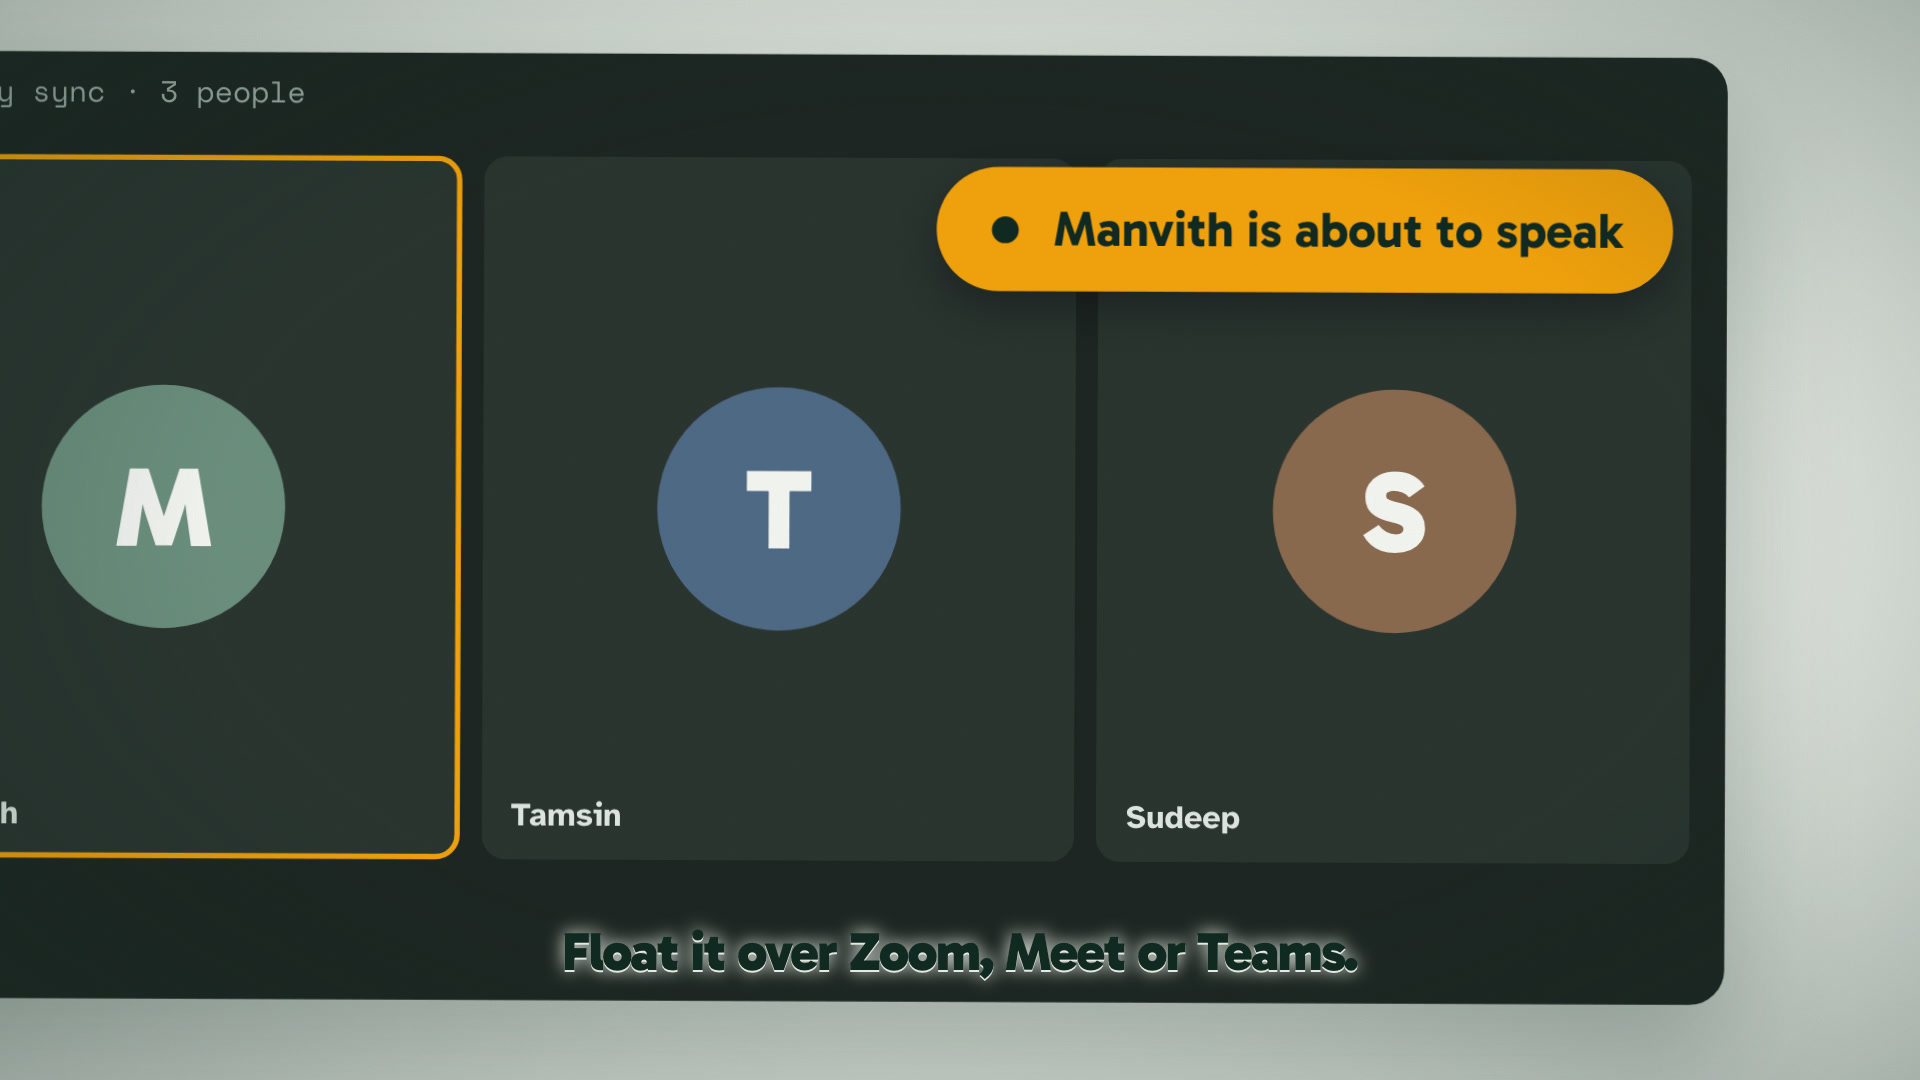 y sync · 3 people
Manvith is about to speak
M
T
S
h
Tamsin
Sudeep
Float it over Zoom, Meet or Teams.